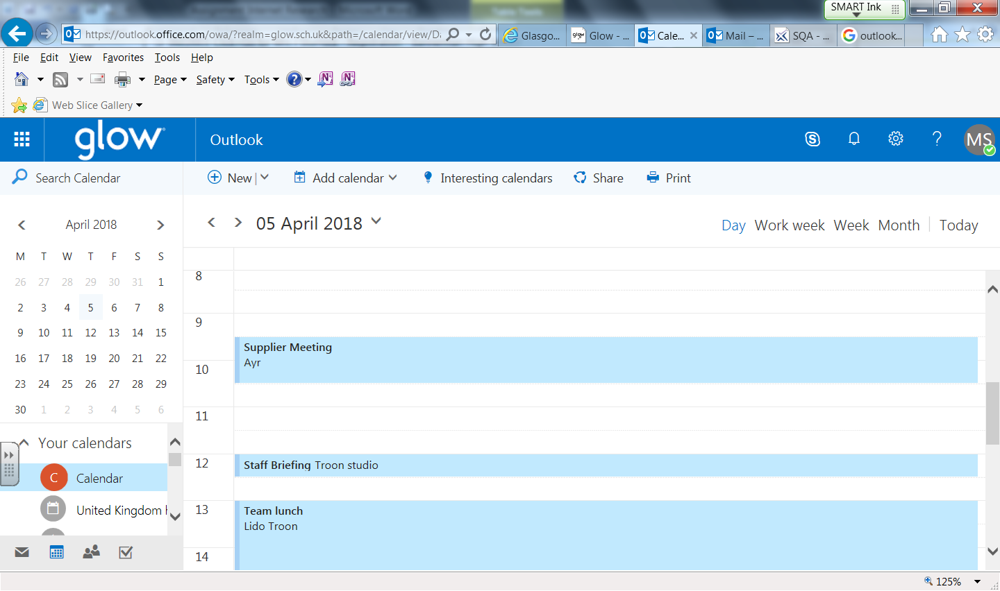 Table Tools
SMART Ink
https://outlook.office.com/owa/?realm=glow.sch.uk&path=/calendar/view/Da
Glasgo...
glow
Glow - ...
Cale...
Mail – ...
SQA - ...
outlook...
File Edit View Favorites Tools Help
Page Safety Tools
Web Slice Gallery
glow
Outlook
MS
Search Calendar
New
Add calendar
Interesting calendars
Share
Print
April 2018
M T W T F S S
26 27 28 29 30 31 1
2 3 4 5 6 7 8
9 10 11 12 13 14 15
16 17 18 19 20 21 22
23 24 25 26 27 28 29
30 1 2 3 4 5 6
Your calendars
C Calendar
United Kingdom
05 April 2018
Day Work week Week Month Today
8
9
Supplier Meeting
Ayr
10
11
12
Staff Briefing Troon studio
13
Team lunch
Lido Troon
14
125%